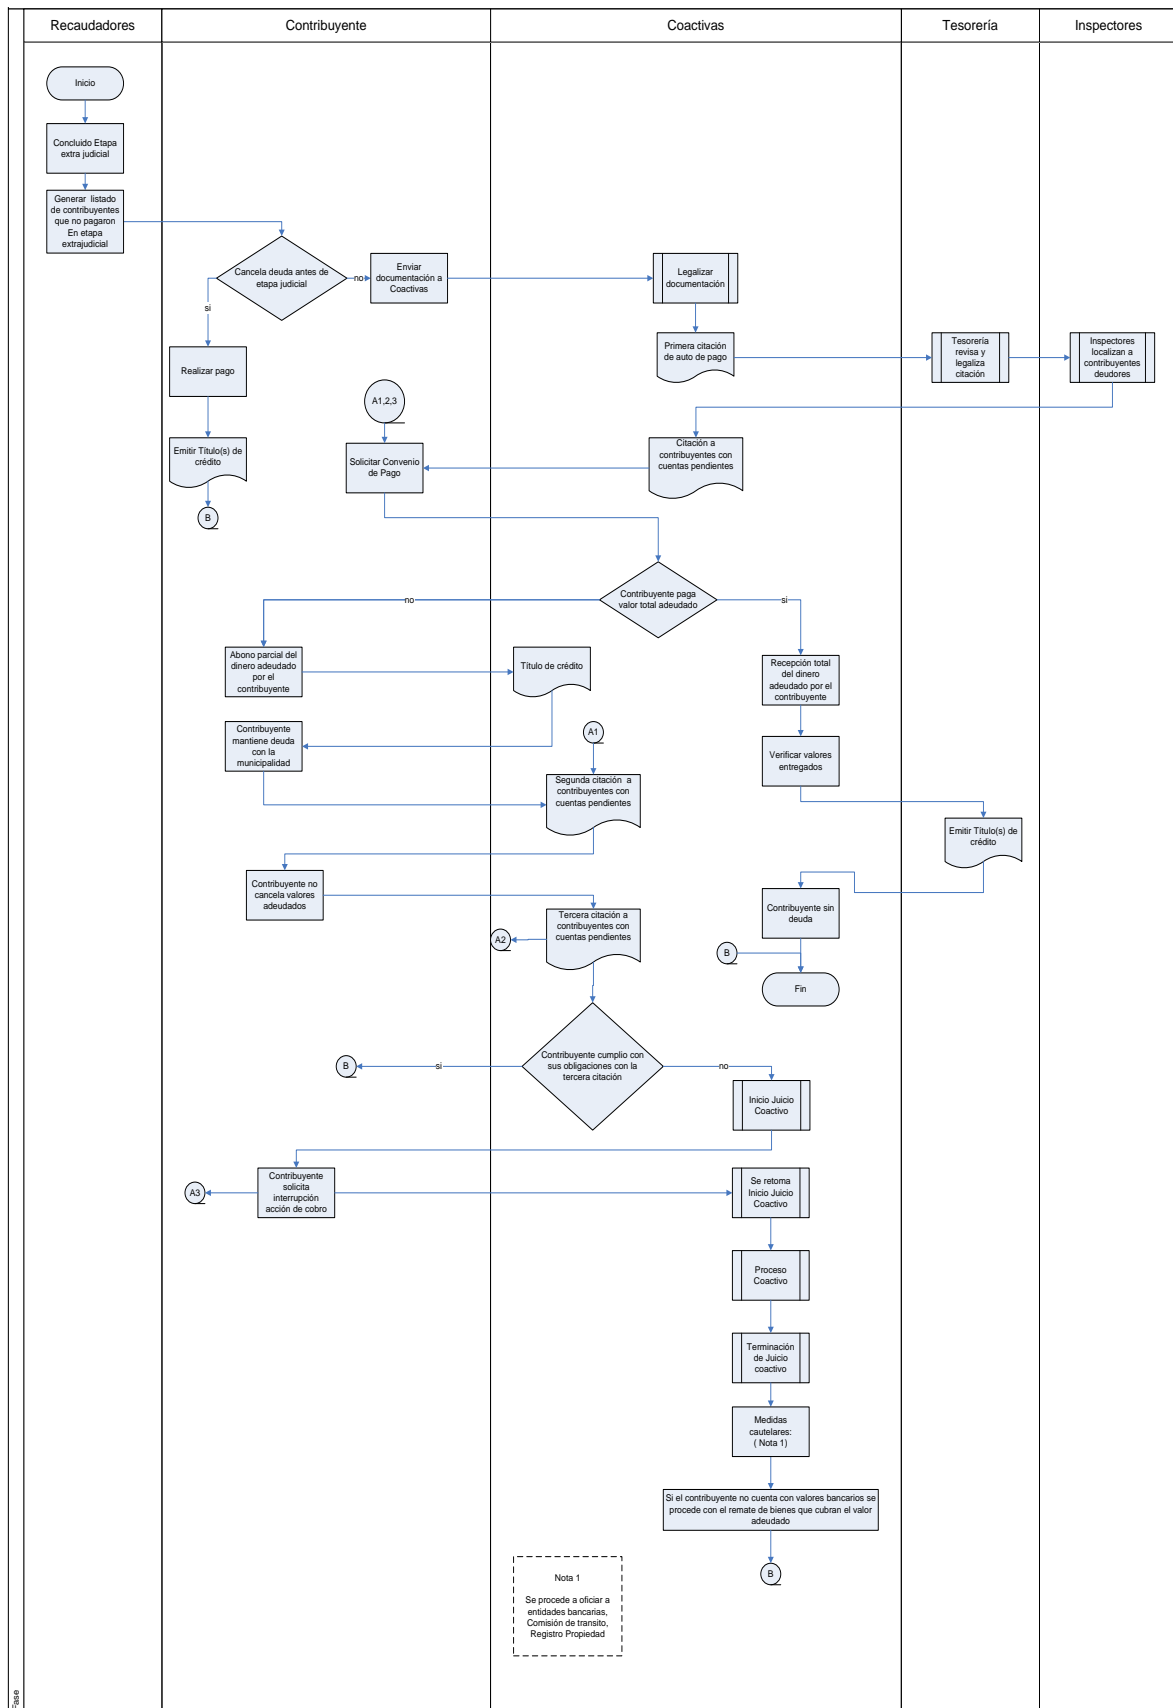 Recaudadores
Contribuyente
Coactivas
Tesorería
Inspectores
Inicio
Concluido Etapa
extra judicial
Generar listado
de contribuyentes
que no pagaron
En etapa
extrajudicial
Cancela deuda antes de
etapa judicial
no
si
Enviar
documentación a
Coactivas
Legalizar
documentación
Primera citación
de auto de pago
Tesorería
revisa y
legaliza
citación
Inspectores
localizan a
contribuyentes
deudores
Realizar pago
A1,2,3
Emitir Título(s) de
crédito
B
Solicitar Convenio
de Pago
Citación a
contribuyentes con
cuentas pendientes
Contribuyente paga
valor total adeudado
no
si
Abono parcial del
dinero adeudado
por el
contribuyente
Título de crédito
Recepción total
del dinero
adeudado por el
contribuyente
Contribuyente
mantiene deuda
con la
municipalidad
A1
Verificar valores
entregados
Segunda citación a
contribuyentes con
cuentas pendientes
Emitir Título(s) de
crédito
Contribuyente no
cancela valores
adeudados
Contribuyente sin
deuda
Tercera citación a
contribuyentes con
cuentas pendientes
A2
B
Fin
Contribuyente cumplio con
sus obligaciones con la
tercera citación
B
si
no
Inicio Juicio
Coactivo
Contribuyente
solicita
interrupción
acción de cobro
A3
Se retoma
Inicio Juicio
Coactivo
Proceso
Coactivo
Terminación
de Juicio
coactivo
Medidas
cautelares:
( Nota 1)
Si el contribuyente no cuenta con valores bancarios se
procede con el remate de bienes que cubran el valor
adeudado
B
Nota 1
Se procede a oficiar a
entidades bancarias,
Comisión de transito,
Registro Propiedad
Fase